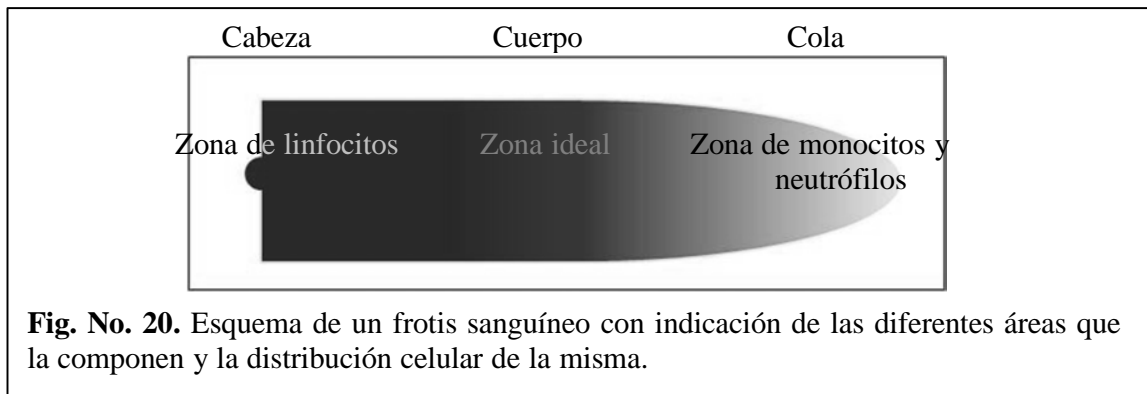 Cabeza Cuerpo Cola
Zona de linfocitos Zona ideal Zona de monocitos y
neutrófilos
Fig. No. 20. Esquema de un frotis sanguíneo con indicación de las diferentes áreas que
la componen y la distribución celular de la misma.